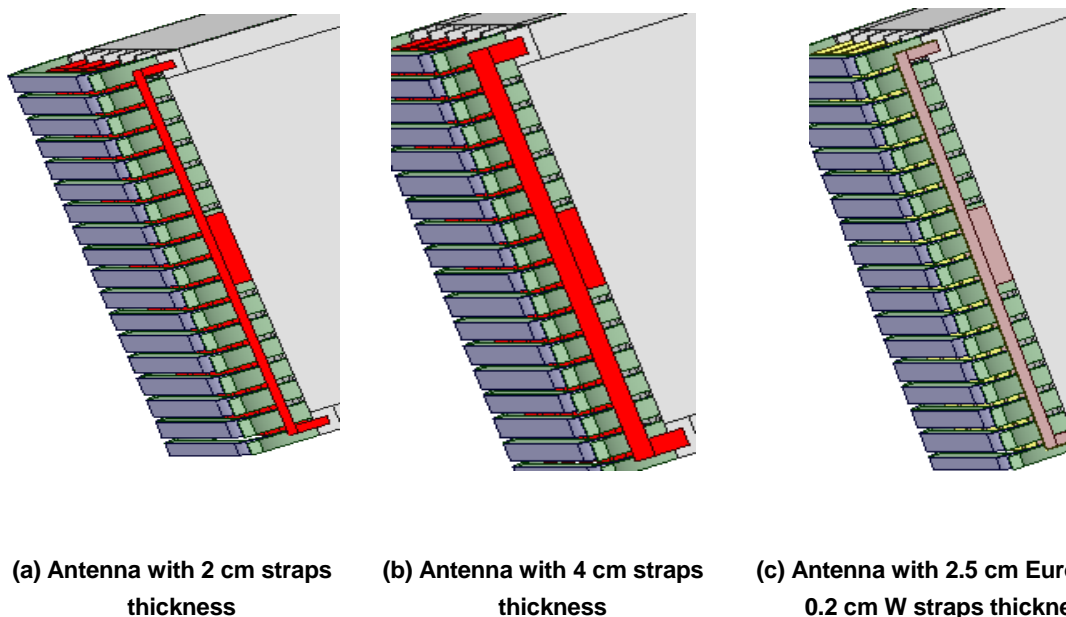 (a) Antenna with 2 cm straps
thickness
(b) Antenna with 4 cm straps
thickness
(c) Antenna with 2.5 cm
0.2 cm W straps